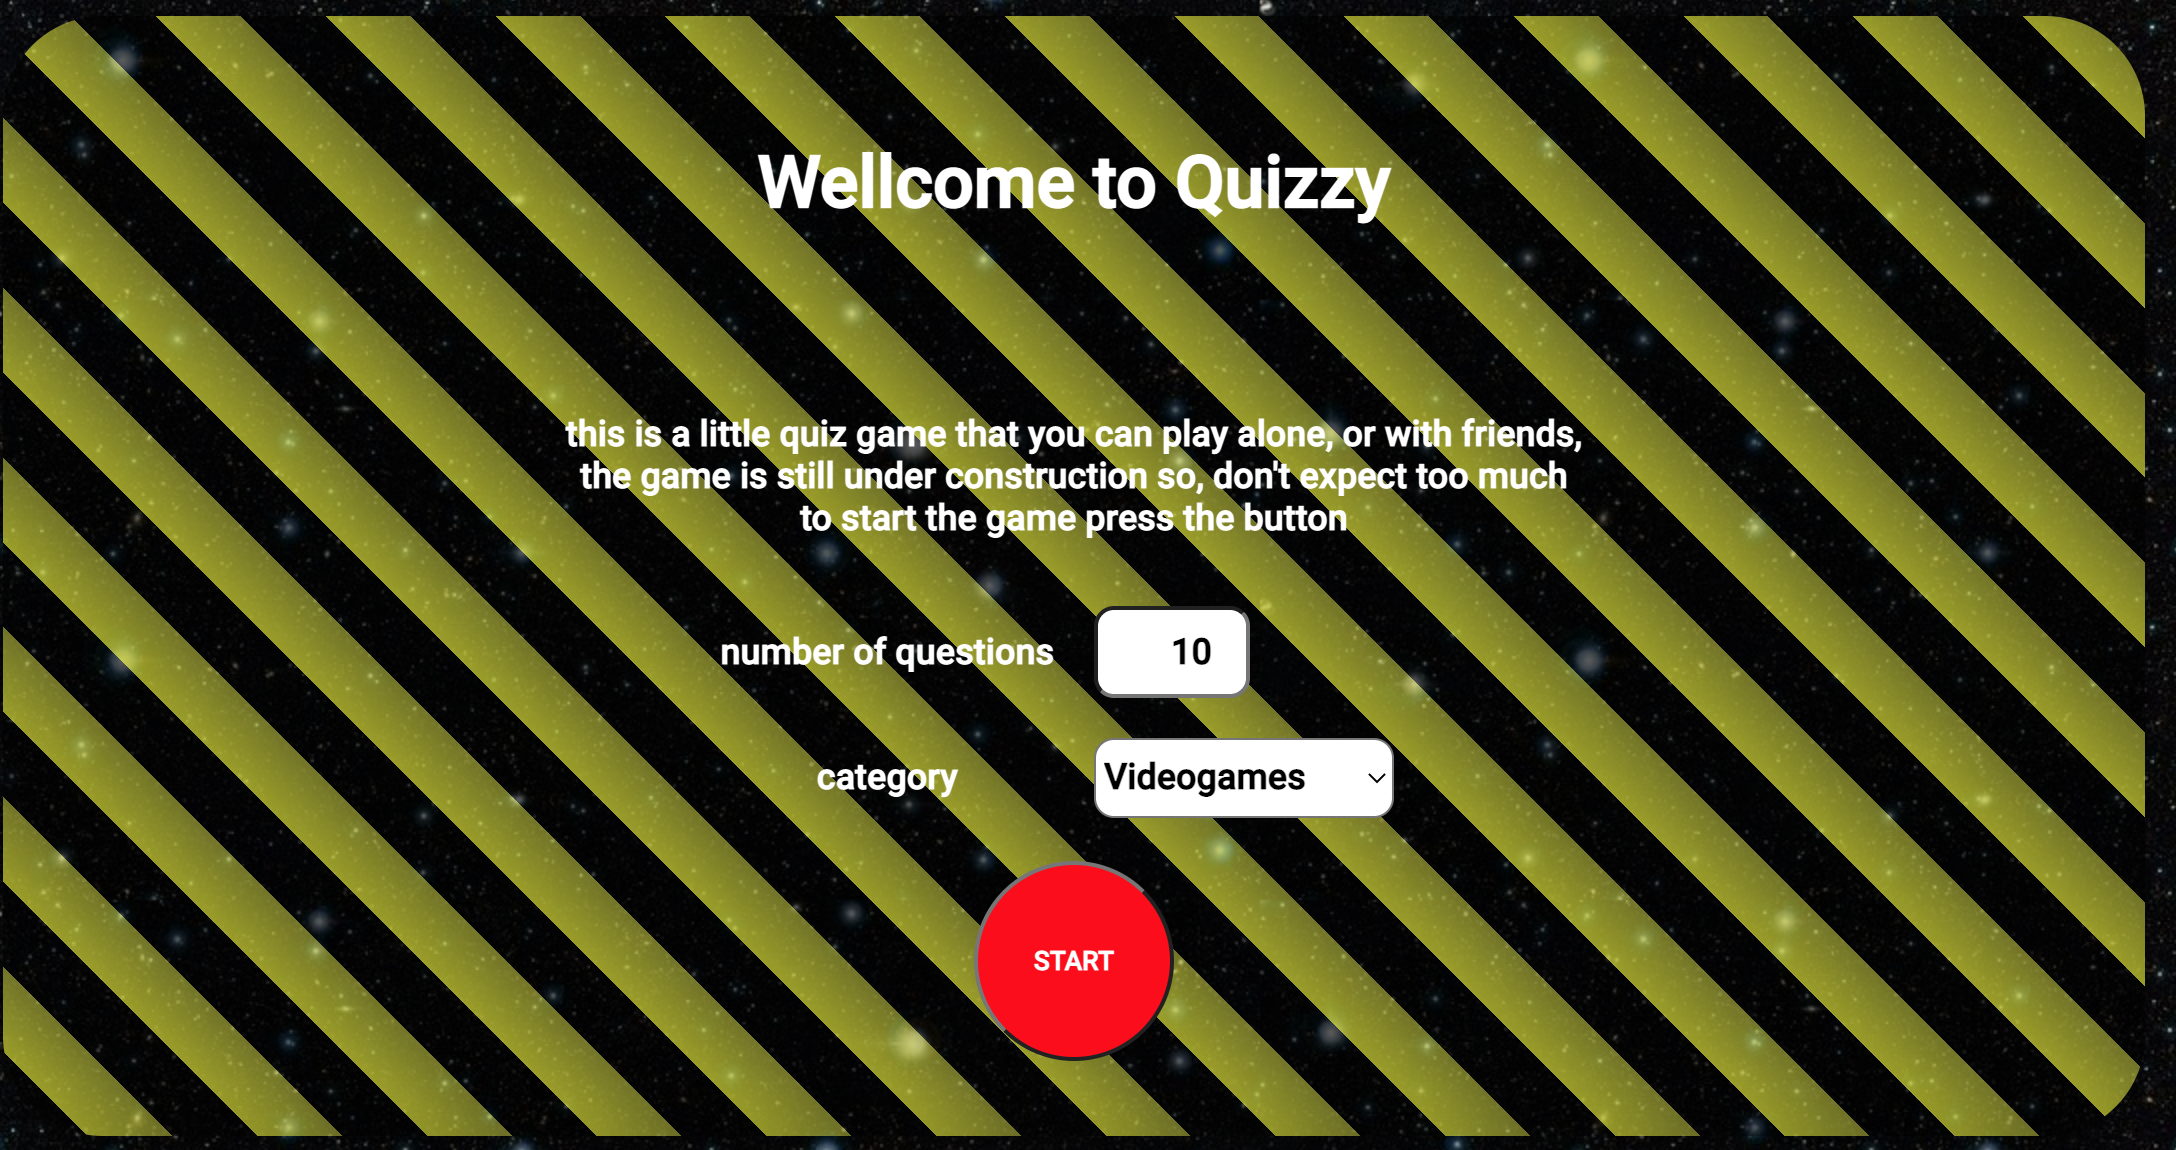 Wellcome to Quizzy
this is a little quiz game that you can play alone, or with friends,
the game is still under construction so, don't expect too much
to start the game press the button
number of questions
10
category
Videogames
START